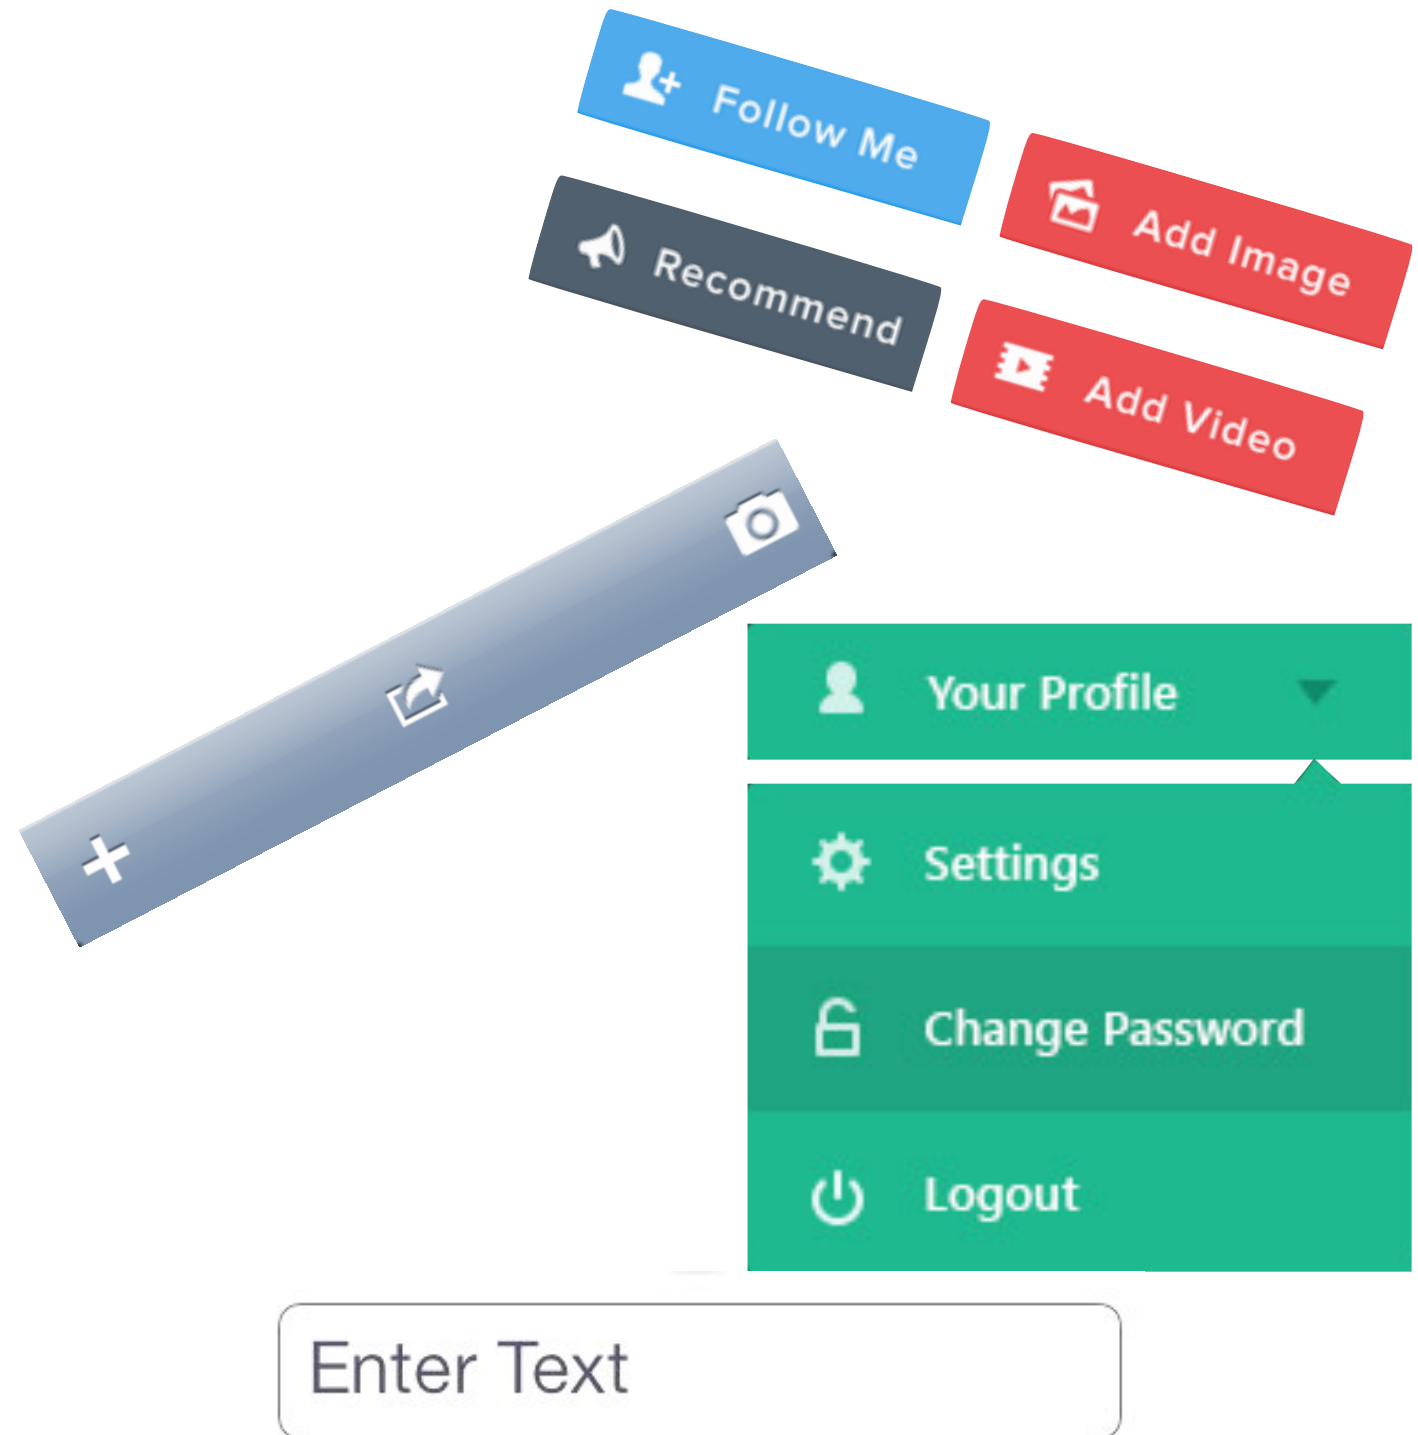 Follow Me
Add Image
Recommend
Add Video
Your Profile
Settings
Change Password
Logout
Enter Text